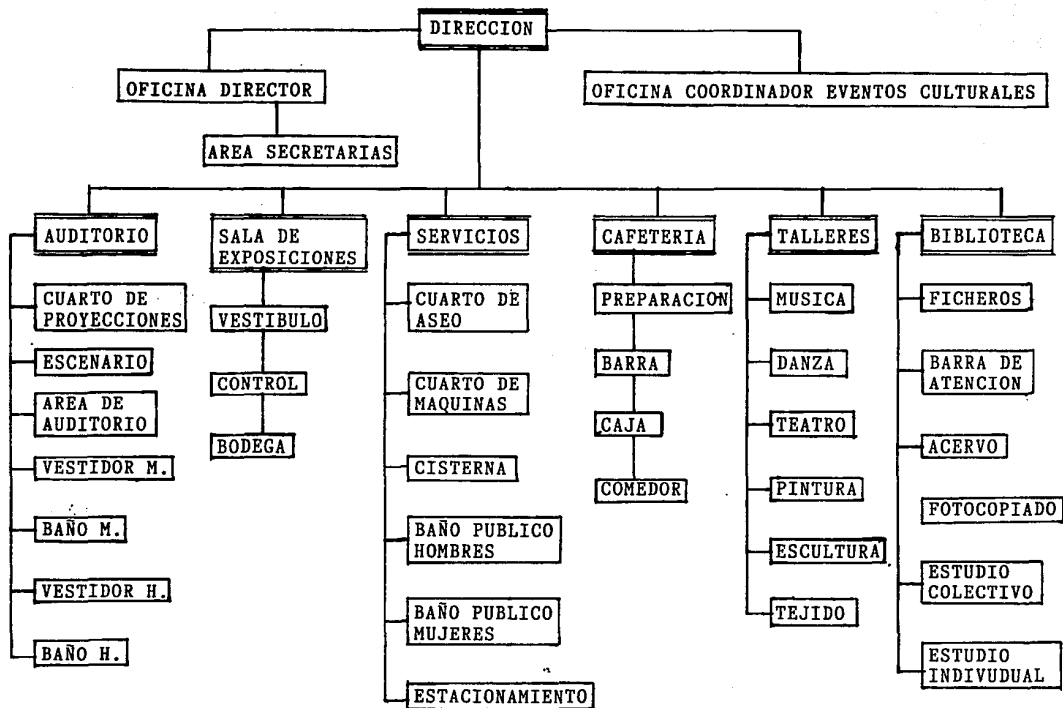 DIRECCION
OFICINA DIRECTOR
OFICINA COORDINADOR EVENTOS CULTURALES
AREA SECRETARIAS
AUDITORIO
CUARTO DE
PROYECCIONES
ESCENARIO
AREA DE
AUDITORIO
VESTIDOR M.
BAÑO M.
VESTIDOR H.
BAÑO H.
SALA DE
EXPOSICIONES
VESTIBULO
CONTROL
BODEGA
SERVICIOS
CUARTO DE
ASEO
CUARTO DE
MAQUINAS
CISTERNA
BAÑO PUBLICO
HOMBRES
BAÑO PUBLICO
MUJERES
ESTACIONAMIENTO
CAFETERIA
PREPARACION
BARRA
CAJA
COMEDOR
TALLERES
MUSICA
DANZA
TEATRO
PINTURA
ESCULTURA
TEJIDO
BIBLIOTECA
FICHEROS
BARRA DE
ATENCION
ACERVO
FOTOCOPIADO
ESTUDIO
COLECTIVO
ESTUDIO
INDIVUDUAL